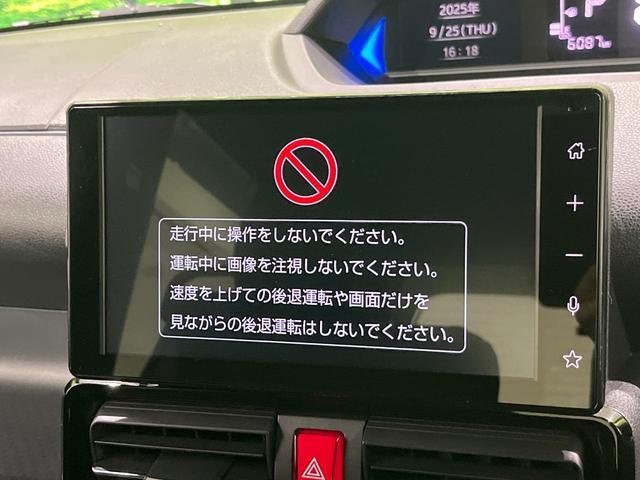 2025年
9/25(THU)
16:18
P
6087
走行中に操作をしないでください。
運転中に画像を注視しないでください。
速度を上げての後退運転や画面だけを
見ながらの後退運転はしないでください。